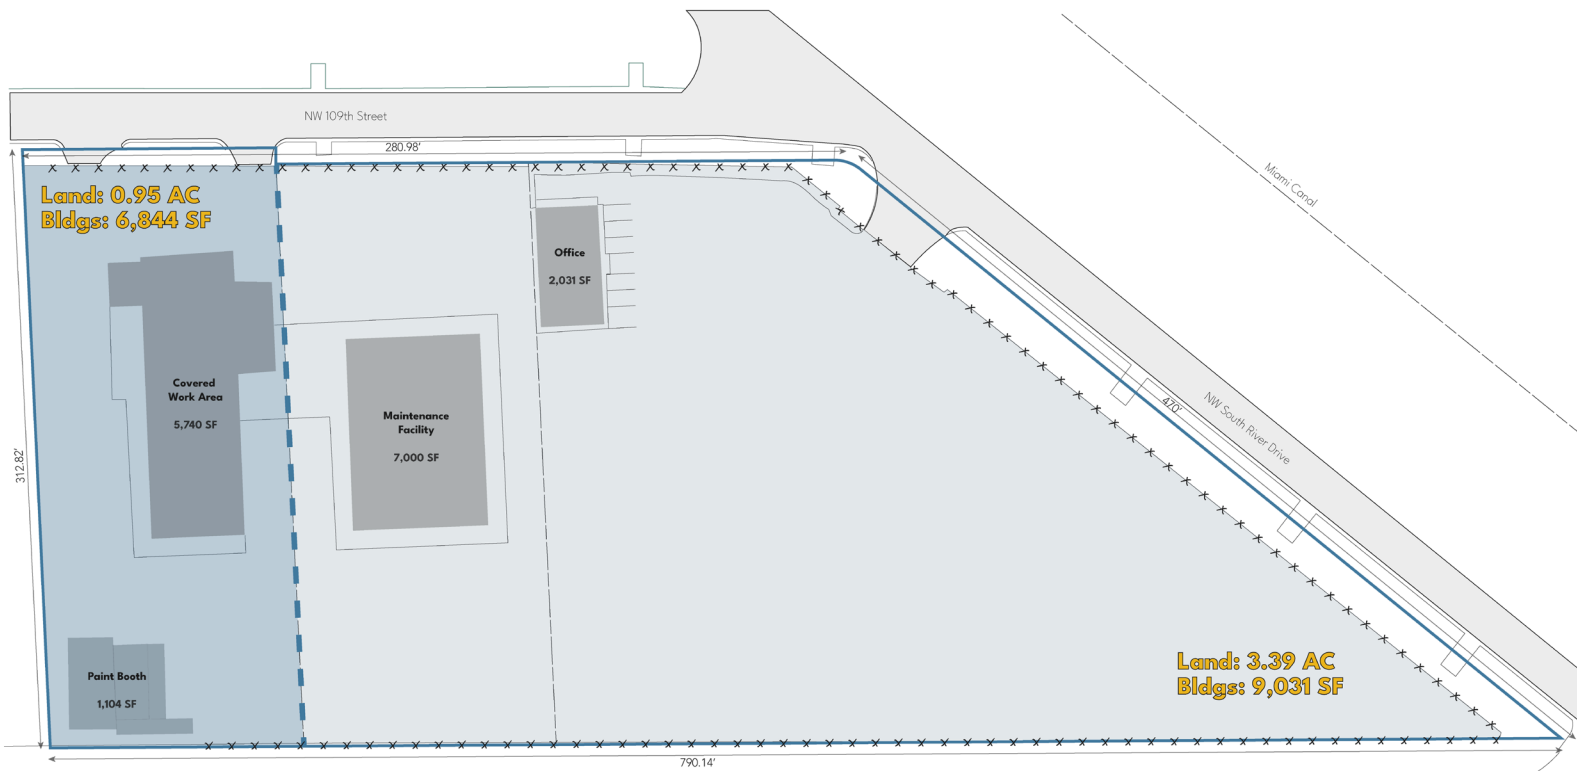 NW 109th Street
280.98'
Land: 0.95 AC
Bldgs: 6,844 SF
Miami Canal
Office
2,031 SF
Covered
Work Area
5,740 SF
Maintenance
Facility
7,000 SF
470'
NW South River Drive
312.82'
Paint Booth
1,104 SF
Land: 3.39 AC
Bldgs: 9,031 SF
790.14'